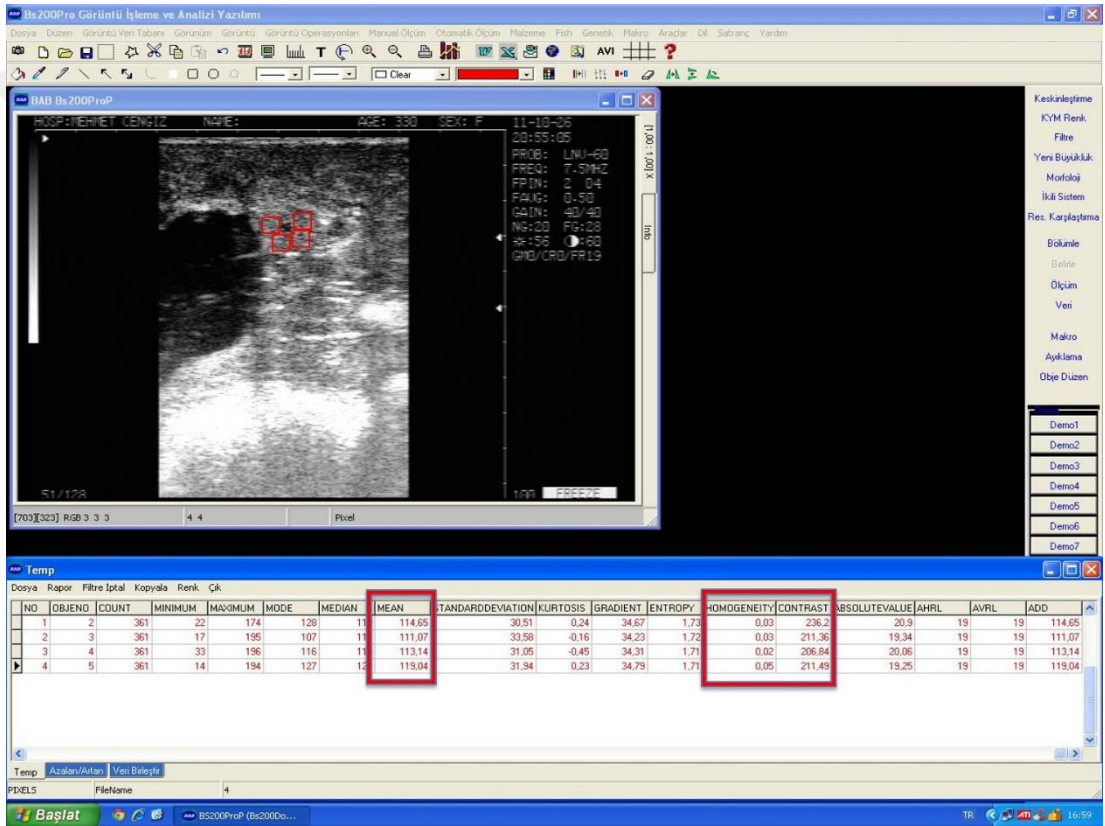 Bs200Pro Görüntü İşleme ve Analizi Yazılımı
Dosya Düzen Görüntü Veri Tabanı Görünüm Görüntü Görüntü Operasyonları Manuel Ölçüm Otomatik Ölçüm Malzeme Fish Genetik Makro Araçlar Dil Satranç Yardım
AVI
Clear
BAB Bs200ProP
HOSP:MEHMET CENGIZ NAME: AGE: 330 SEX: F 11-10-26
20:55:05
PROB: LNV-60
FREQ: 7.5MHZ
FPIN: 2 D4
FAVG: 0.50
GAIN: 40/40
NG:20 FG:28
:56 :60
GM0/CR0/FR19
51/128
100 FREEZE
[1,00 : 1,00] X
Info
[703][323] RGB 3 3 3 4 4 Pixel
Keskinleştirme
KYM Renk
Filtre
Yeni Büyüklük
Morfoloji
İkili Sistem
Res. Karşılaştırma
Bölümle
Belirle
Ölçüm
Veri
Makro
Ayıklama
Obje Düzen
Demo1
Demo2
Demo3
Demo4
Demo5
Demo6
Demo7
Temp
Dosya Rapor Filtre İptal Kopyala Renk Çık
NO OBJENO COUNT MINIMUM MAXIMUM MODE MEDIAN MEAN STANDARDDEVIATION KURTOSIS GRADIENT ENTROPY HOMOGENEITY CONTRAST ABSOLUTEVALUE AHRL AVRL ADD
1 2 361 22 174 128 11 114,65 30,51 0,24 34,67 1,73 0,03 236,2 20,9 19 19 114,65
2 3 361 17 195 107 11 111,07 33,58 -0,16 34,23 1,72 0,03 211,36 19,34 19 19 111,07
3 4 361 33 196 116 11 113,14 31,05 -0,45 34,31 1,71 0,02 206,84 20,06 19 19 113,14
4 5 361 14 194 127 12 119,04 31,94 0,23 34,79 1,71 0,05 211,49 19,25 19 19 119,04
Temp Azalan/Artan Veri Birleştir
PIXELS FileName 4
Başlat BS200ProP (Bs200Do... TR 16:59